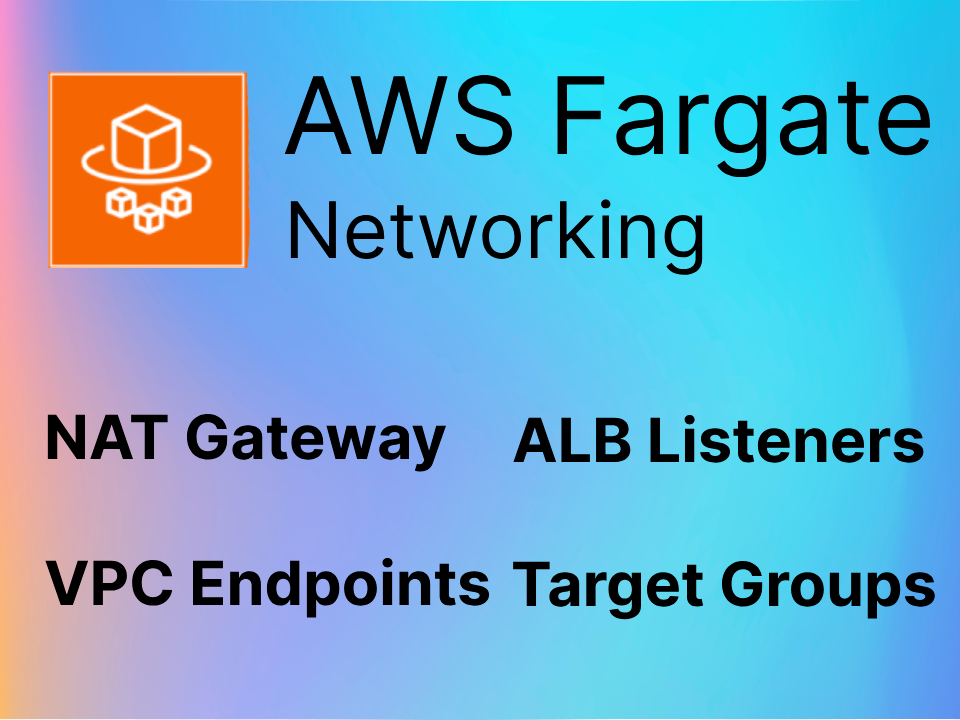 AWS Fargate
Networking
NAT Gateway
ALB Listeners
VPC Endpoints
Target Groups